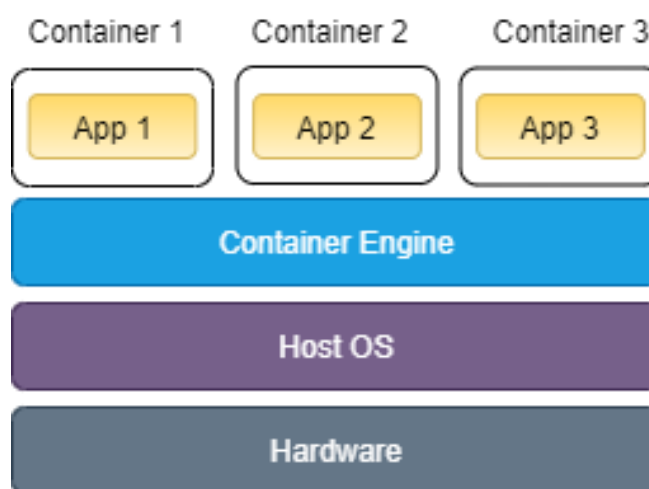 Container 1 Container 2 Container 3
App 1 App 2 App 3
Container Engine
Host OS
Hardware